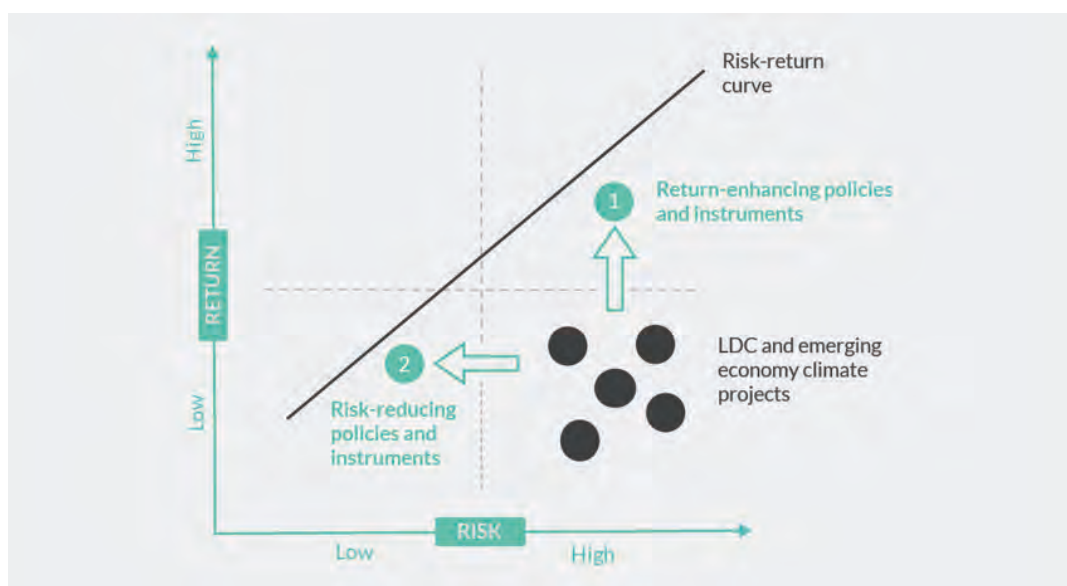 Risk-return
curve
High
1
Return-enhancing policies
and instruments
RETURN
LDC and emerging
economy climate
projects
2
Risk-reducing
policies and
instruments
Low
RISK
Low
High